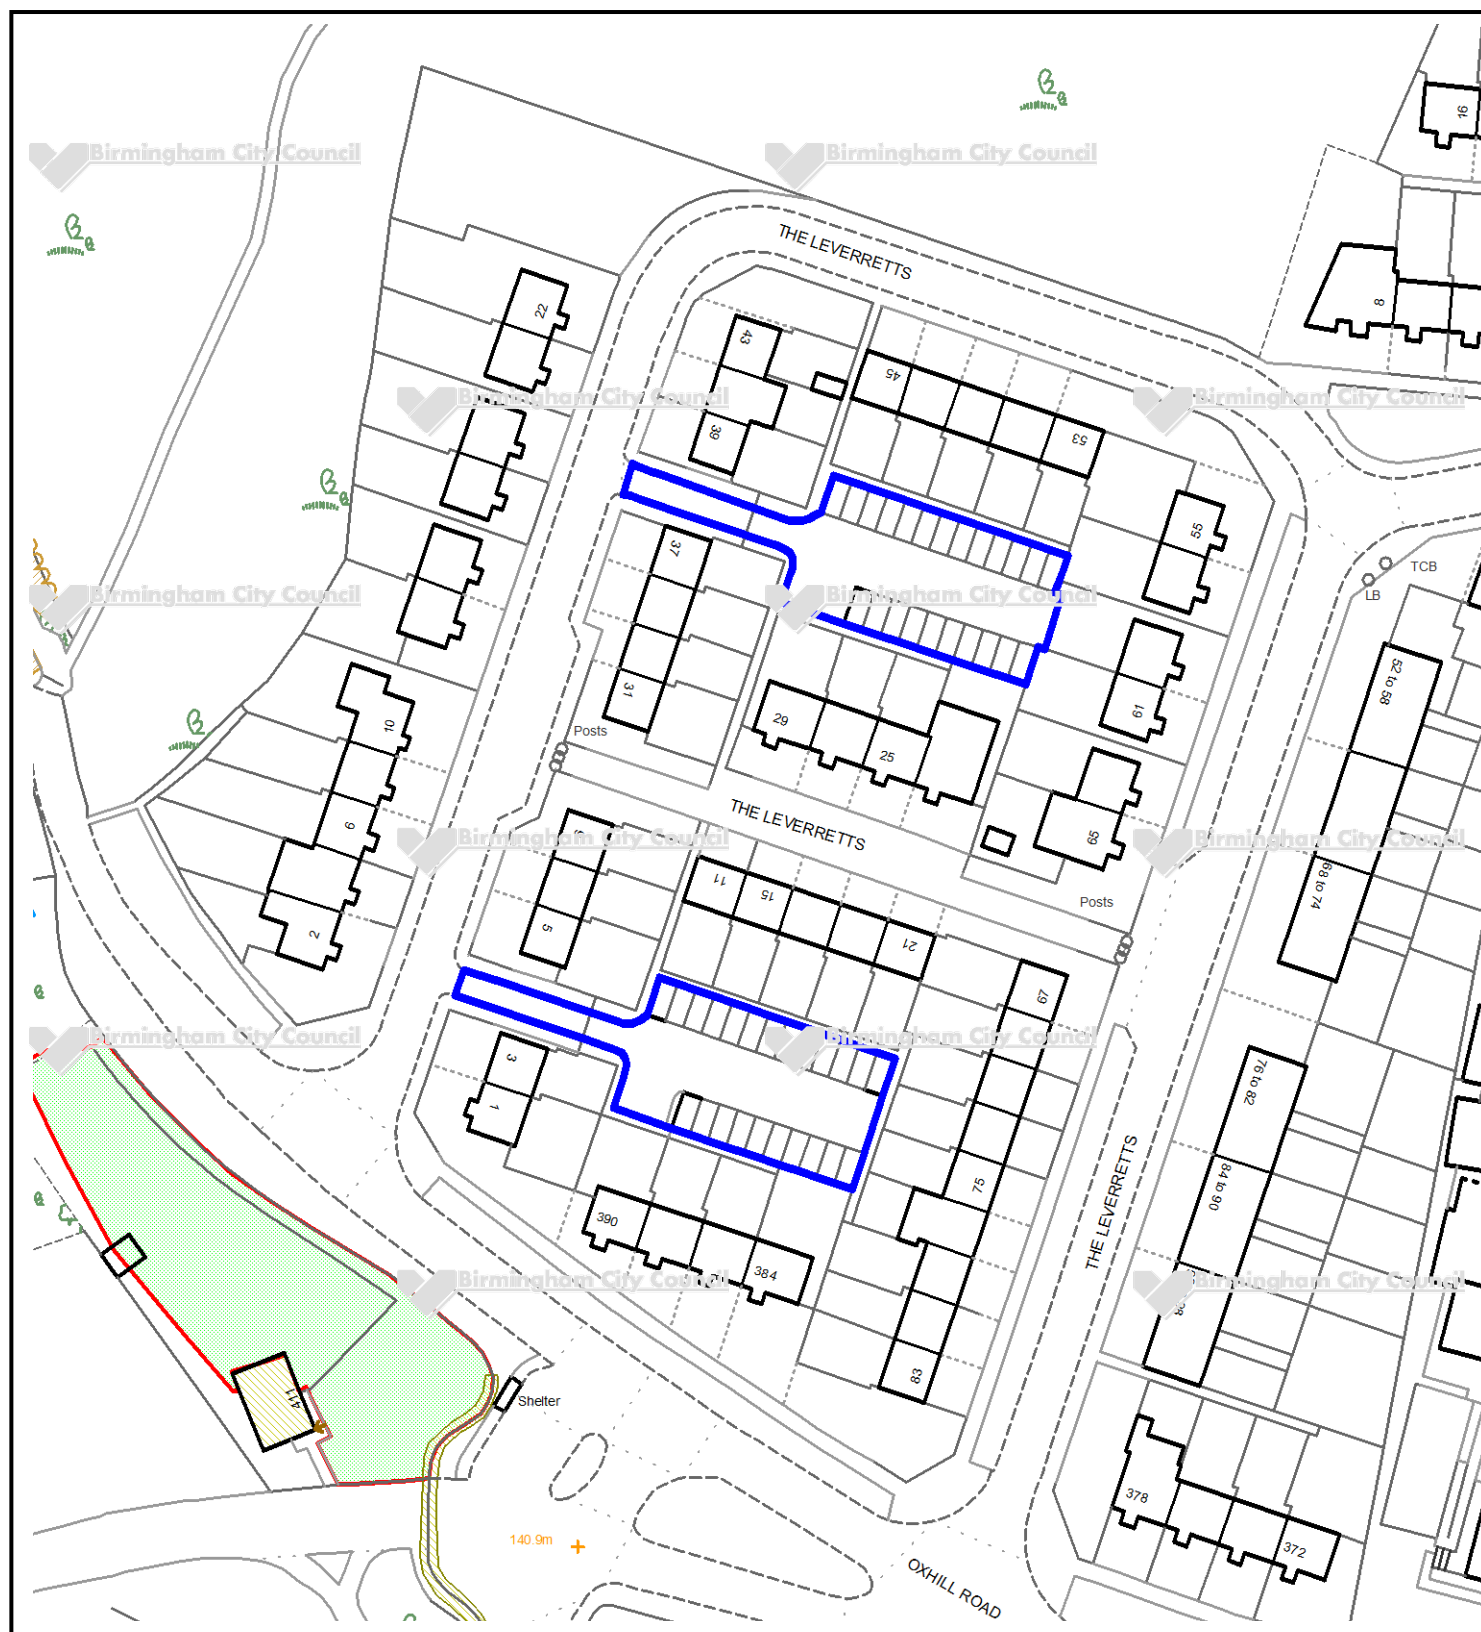 16
Birmingham City Council
Birmingham City Council
THE LEVERRETTS
8
22
43
45
Birmingham City Council
Birmingham City Council
39
53
55
37
TCB
Birmingham City Council
Birmingham City Council
LB
52 to 58
31
61
29
10
Posts
25
THE LEVERRETTS
6
65
Birmingham City Council
Birmingham City Council
11
15
68 to 74
Posts
5
2
21
67
Birmingham City Council
Birmingham City Council
3
76 to 82
1
75
84 to 90
THE LEVERRETTS
390
384
Birmingham City Council
Birmingham City Council
83
411
Shelter
378
140.9m
372
OXHILL ROAD